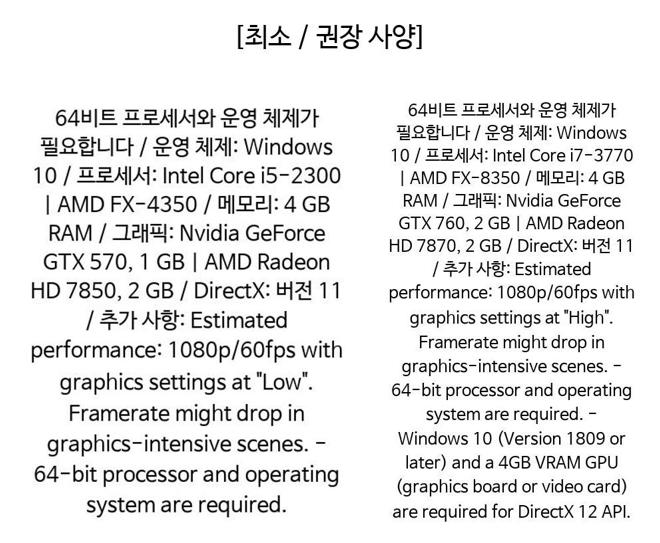 [최소 / 권장 사양]
64비트 프로세서와 운영 체제가
필요합니다 / 운영 체제: Windows
10 / 프로세서: Intel Core i5-2300
| AMD FX-4350 / 메모리: 4 GB
RAM / 그래픽: Nvidia GeForce
GTX 570, 1 GB | AMD Radeon
HD 7850, 2 GB / DirectX: 버전 11
/ 추가 사항: Estimated
performance: 1080p/60fps with
graphics settings at "Low".
Framerate might drop in
graphics-intensive scenes. -
64-bit processor and operating
system are required.
64비트 프로세서와 운영 체제가
필요합니다 / 운영 체제: Windows
10 / 프로세서: Intel Core i7-3770
| AMD FX-8350 / 메모리: 4 GB
RAM / 그래픽: Nvidia GeForce
GTX 760, 2 GB | AMD Radeon
HD 7870, 2 GB / DirectX: 버전 11
/ 추가 사항: Estimated
performance: 1080p/60fps with
graphics settings at "High".
Framerate might drop in
graphics-intensive scenes. -
64-bit processor and operating
system are required. -
Windows 10 (Version 1809 or
later) and a 4GB VRAM GPU
(graphics board or video card)
are required for DirectX 12 API.